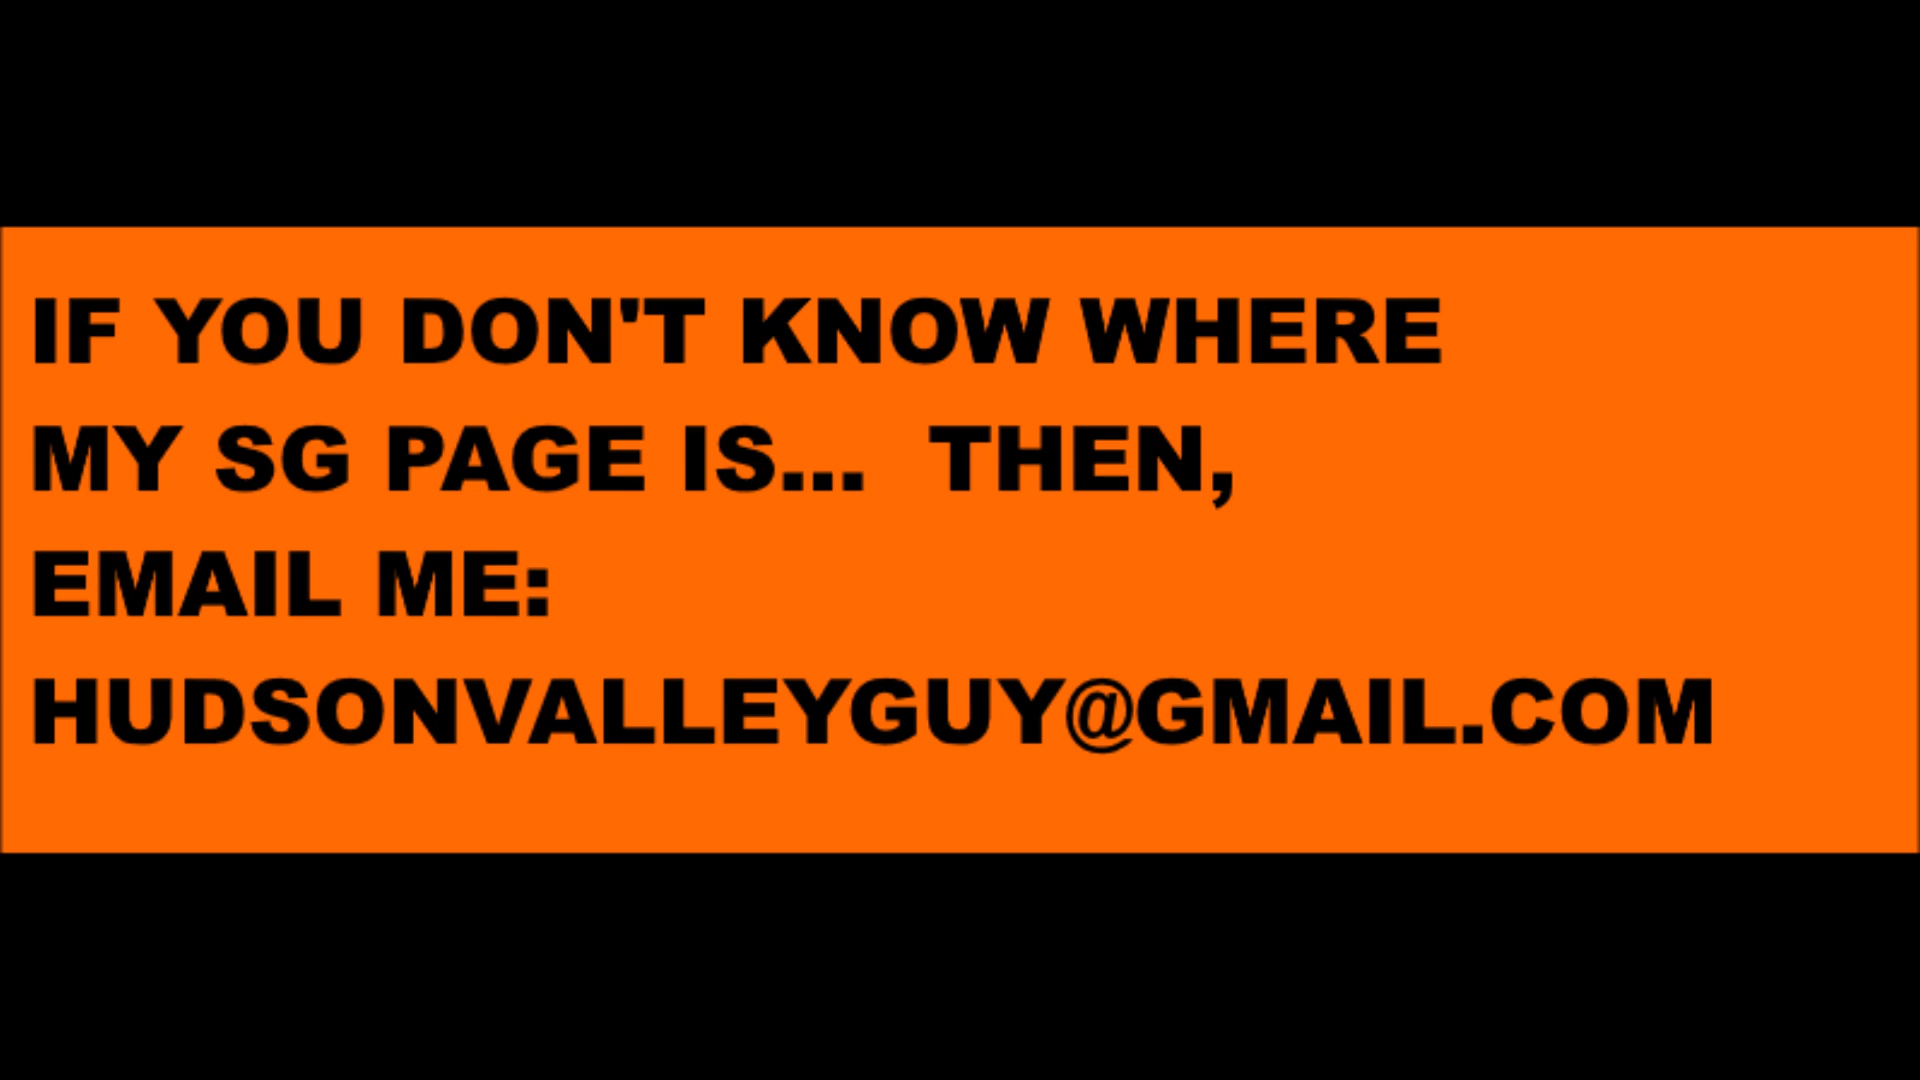 IF YOU DON'T KNOW WHERE
MY SG PAGE IS...  THEN,
EMAIL ME:
HUDSONVALLEYGUY@GMAIL.COM